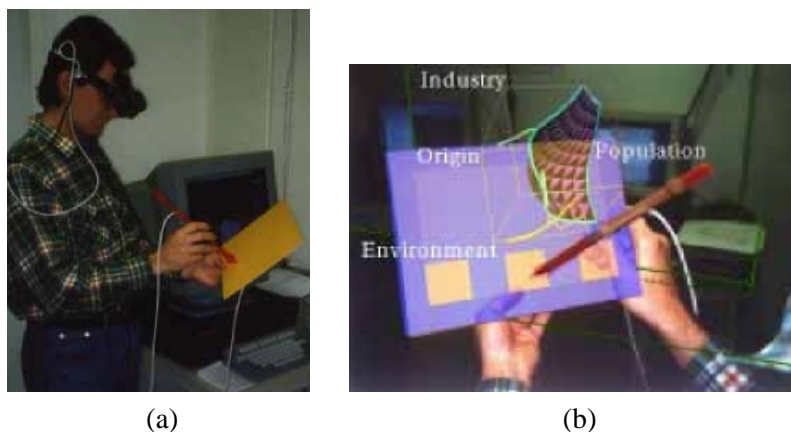 Industry
Origin
Population
Environment
(a)
(b)